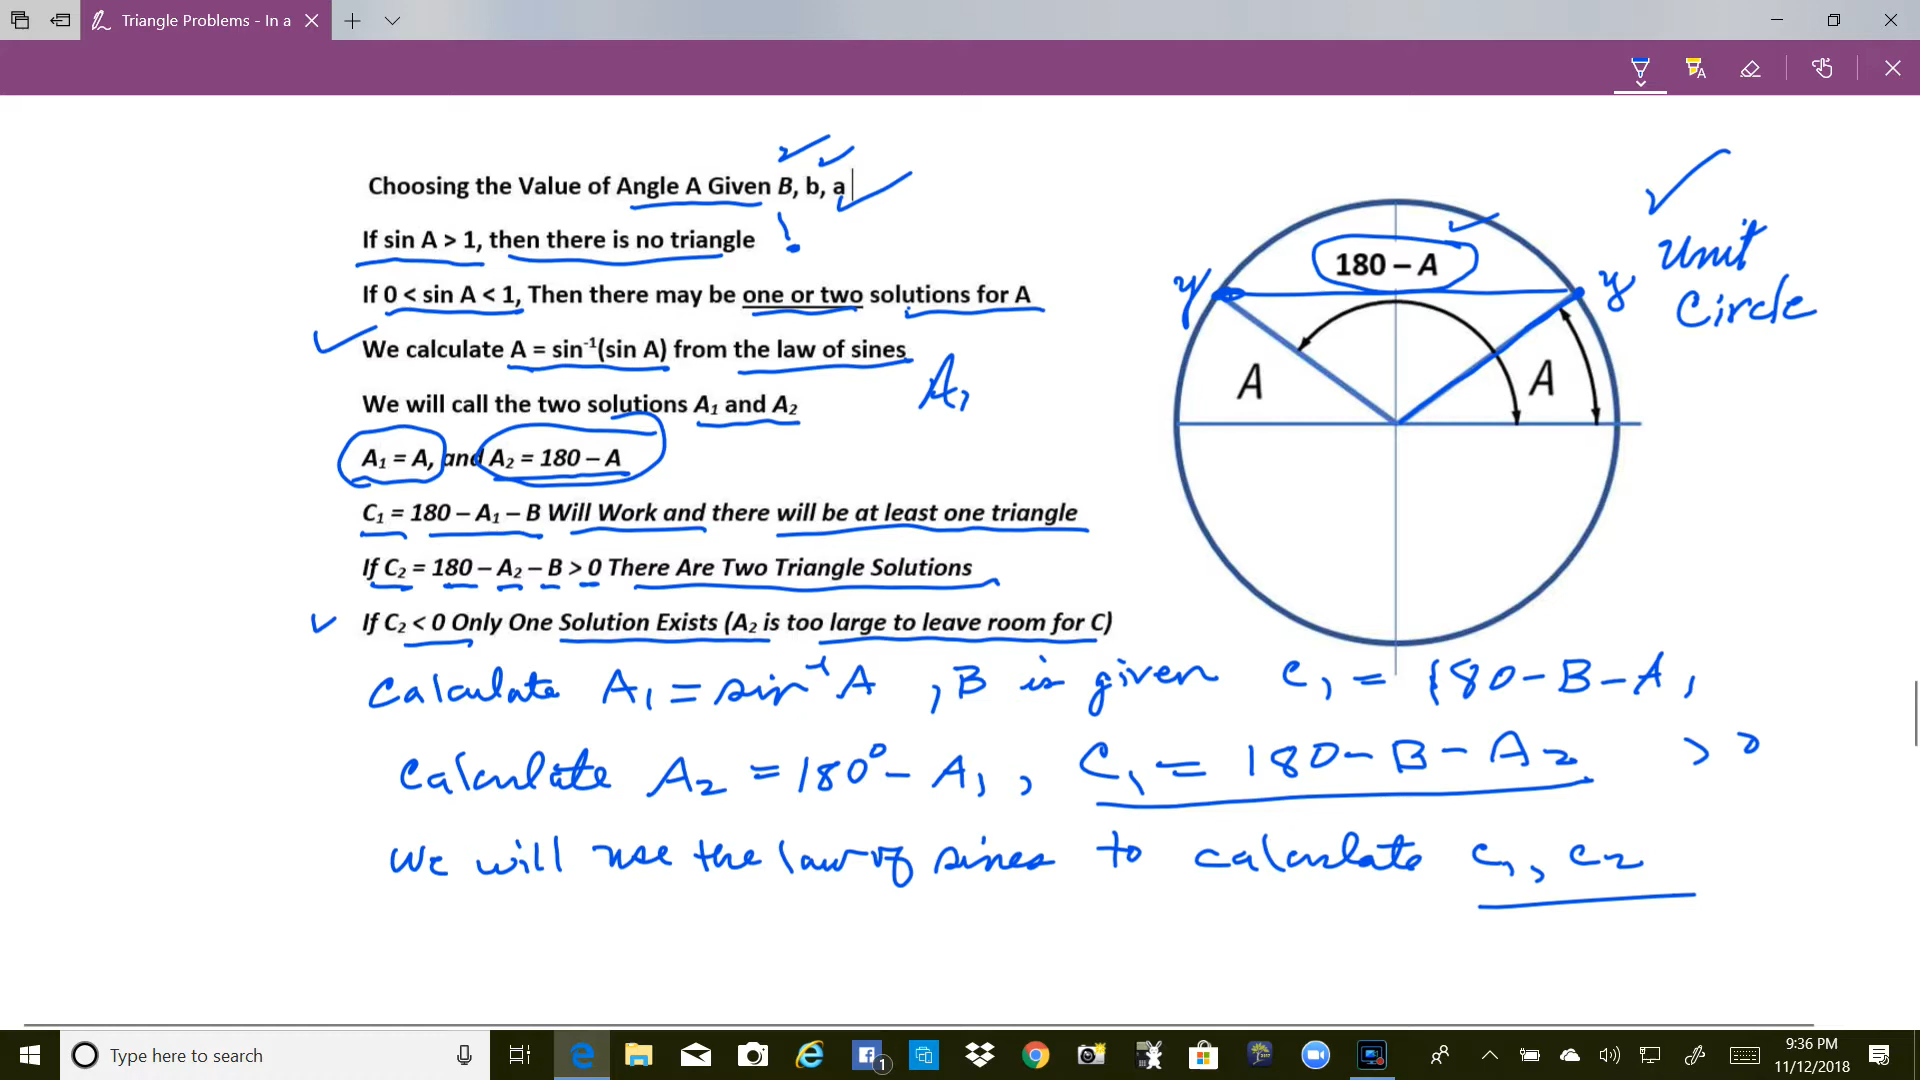 Triangle Problems - In a
Choosing the Value of Angle A Given B, b, a
If sin A > 1, then there is no triangle !
If 0 < sin A < 1, Then there may be one or two solutions for A
We calculate A = sin⁻¹(sin A) from the law of sines
A₁
We will call the two solutions A₁ and A₂
A₁ = A, and A₂ = 180 – A
C₁ = 180 – A₁ – B Will Work and there will be at least one triangle
If C₂ = 180 – A₂ – B > 0 There Are Two Triangle Solutions
If C₂ < 0 Only One Solution Exists (A₂ is too large to leave room for C)
Unit
Circle
180 – A
y y
A A
Calculate A₁ = sin⁻¹ A , B is given C₁ = 180 – B – A₁
Calculate A₂ = 180° – A₁ , C₁ = 180 – B – A₂ > 0
We will use the law of sines to calculate c₁, c₂
Type here to search
1
9:36 PM
11/12/2018